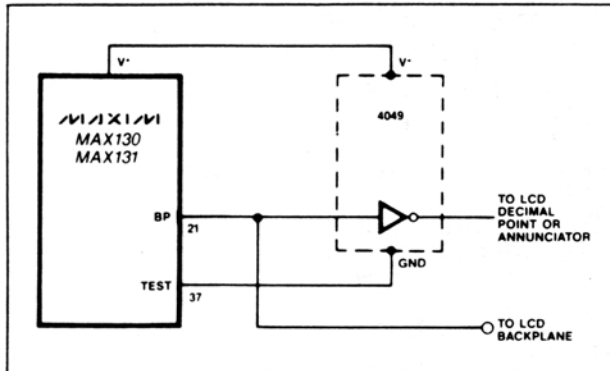 V+
V+
MAXIM
MAX130
MAX131
4049
BP
21
TO LCD
DECIMAL
POINT OR
ANNUNCIATOR
GND
TEST
37
TO LCD
BACKPLANE